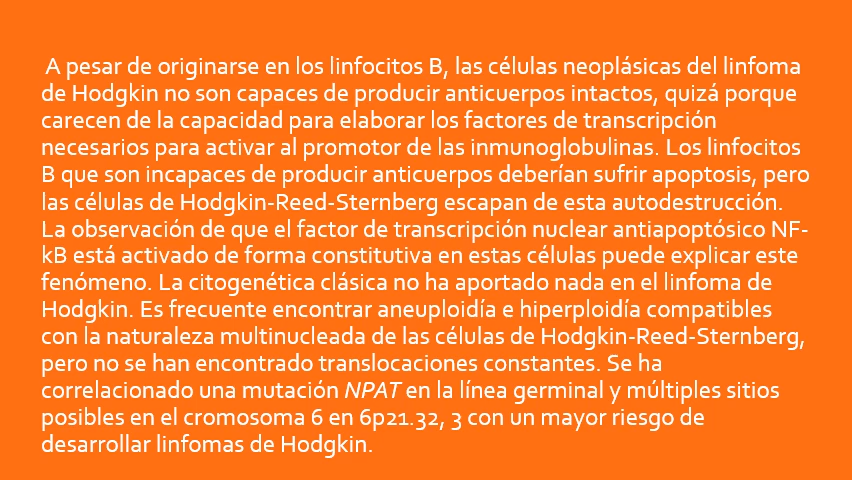 A pesar de originarse en los linfocitos B, las células neoplásicas del linfoma
de Hodgkin no son capaces de producir anticuerpos intactos, quizá porque
carecen de la capacidad para elaborar los factores de transcripción
necesarios para activar al promotor de las inmunoglobulinas. Los linfocitos
B que son incapaces de producir anticuerpos deberían sufrir apoptosis, pero
las células de Hodgkin-Reed-Sternberg escapan de esta autodestrucción.
La observación de que el factor de transcripción nuclear antiapoptósico NF-
kB está activado de forma constitutiva en estas células puede explicar este
fenómeno. La citogenética clásica no ha aportado nada en el linfoma de
Hodgkin. Es frecuente encontrar aneuploidía e hiperploidía compatibles
con la naturaleza multinucleada de las células de Hodgkin-Reed-Sternberg,
pero no se han encontrado translocaciones constantes. Se ha
correlacionado una mutación NPAT en la línea germinal y múltiples sitios
posibles en el cromosoma 6 en 6p21.32, 3 con un mayor riesgo de
desarrollar linfomas de Hodgkin.